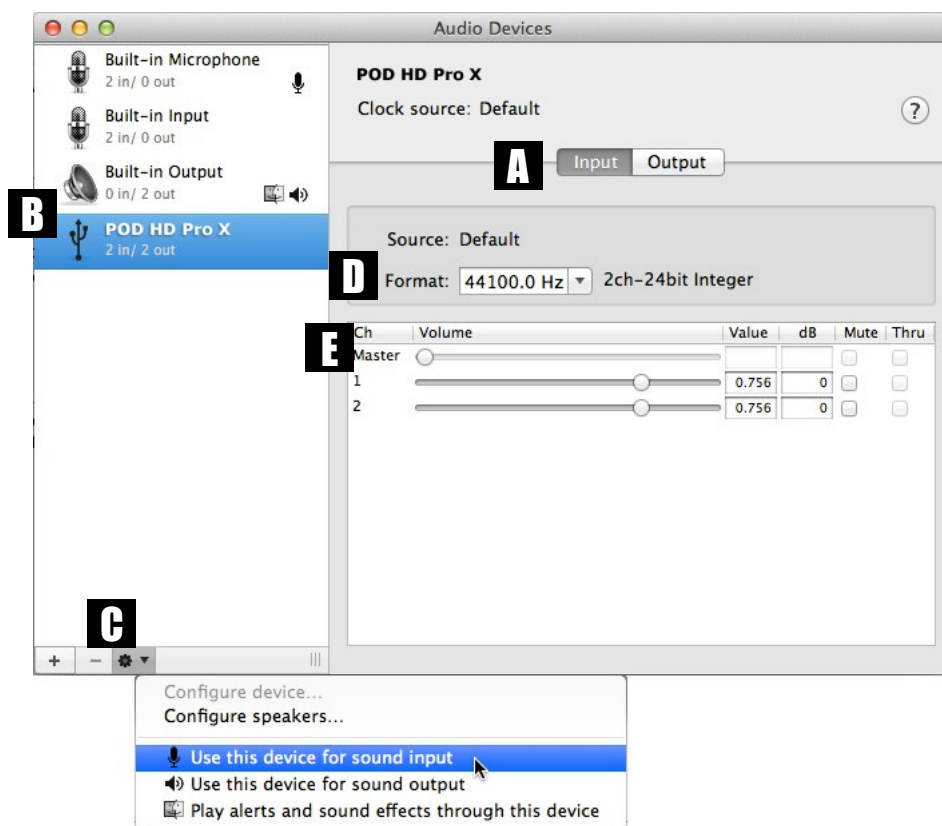 Audio Devices
Built-in Microphone
2 in/ 0 out
Built-in Input
2 in/ 0 out
Built-in Output
0 in/ 2 out
B
POD HD Pro X
2 in/ 2 out
C
+ −
POD HD Pro X
Clock source: Default
?
A
Input Output
Source: Default
D
Format: 44100.0 Hz 2ch-24bit Integer
E
Ch Volume Value dB Mute Thru
Master
1 0.756 0
2 0.756 0
Configure device...
Configure speakers...
Use this device for sound input
Use this device for sound output
Play alerts and sound effects through this device